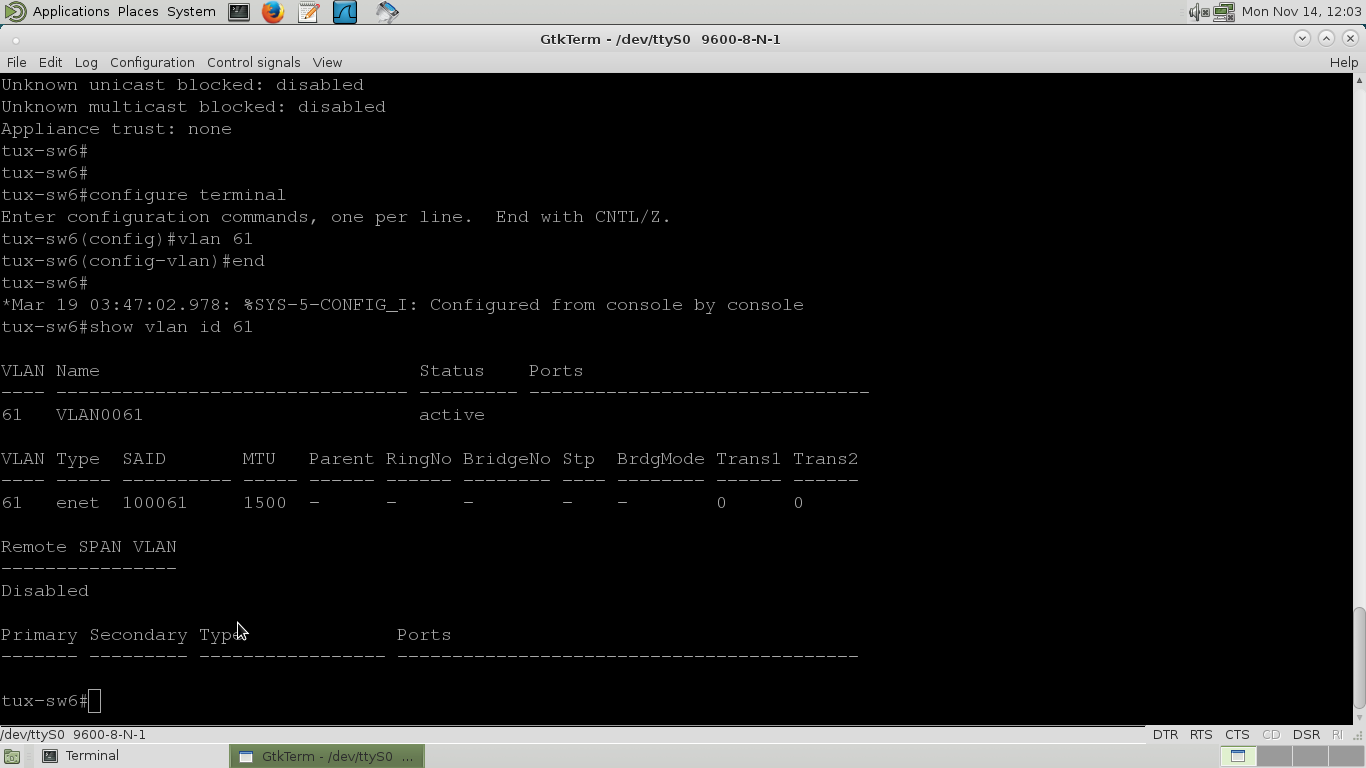 Applications Places System
Mon Nov 14, 12:03
GtkTerm - /dev/ttyS0 9600-8-N-1
File Edit Log Configuration Control signals View Help
Unknown unicast blocked: disabled
Unknown multicast blocked: disabled
Appliance trust: none
tux-sw6#
tux-sw6#
tux-sw6#configure terminal
Enter configuration commands, one per line.  End with CNTL/Z.
tux-sw6(config)#vlan 61
tux-sw6(config-vlan)#end
tux-sw6#
*Mar 19 03:47:02.978: %SYS-5-CONFIG_I: Configured from console by console
tux-sw6#show vlan id 61
VLAN Name                             Status    Ports
---- -------------------------------- --------- -------------------------------
61   VLAN0061                         active
VLAN Type  SAID       MTU   Parent RingNo BridgeNo Stp  BrdgMode Trans1 Trans2
---- ----- ---------- ----- ------ ------ -------- ---- -------- ------ ------
61   enet  100061     1500  -      -      -        -    -        0      0
Remote SPAN VLAN
----------------
Disabled
Primary Secondary Type              Ports
------- --------- ----------------- ------------------------------------------
tux-sw6#
/dev/ttyS0 9600-8-N-1 DTR RTS CTS CD DSR RI
Terminal GtkTerm - /dev/ttyS0 ...